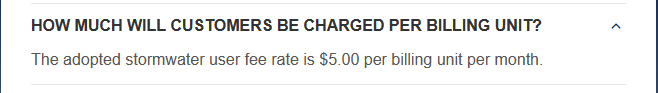 HOW MUCH WILL CUSTOMERS BE CHARGED PER BILLING UNIT?
The adopted stormwater user fee rate is $5.00 per billing unit per month.